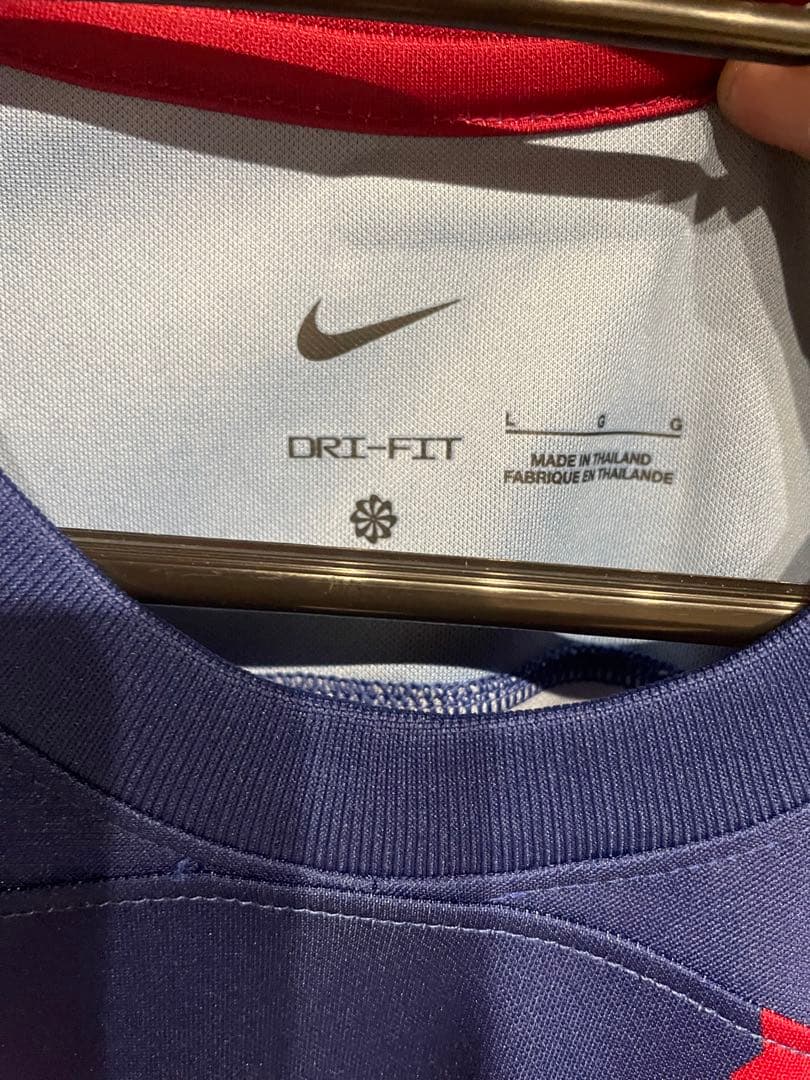 DRI-FIT
L G G
MADE IN THAILAND
FABRIQUE EN THAILANDE